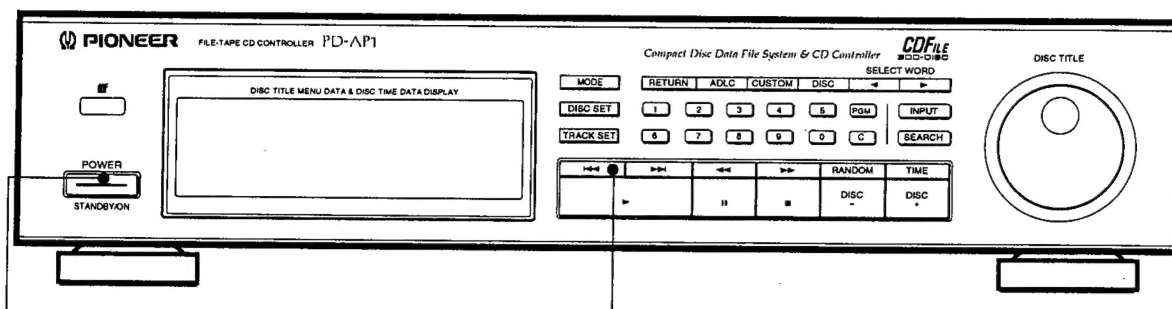 PIONEER FILE-TAPE CD CONTROLLER PD-AP1
Compact Disc Data File System & CD Controller
CDFILE
300-DISC
SELECT WORD
DISC TITLE
DISC TITLE MENU DATA & DISC TIME DATA DISPLAY
MODE RETURN ADLC CUSTOM DISC
DISC SET 1 2 3 4 5 PGM INPUT
TRACK SET 6 7 8 9 0 C SEARCH
POWER
STANDBY/ON
RANDOM TIME
DISC - DISC +